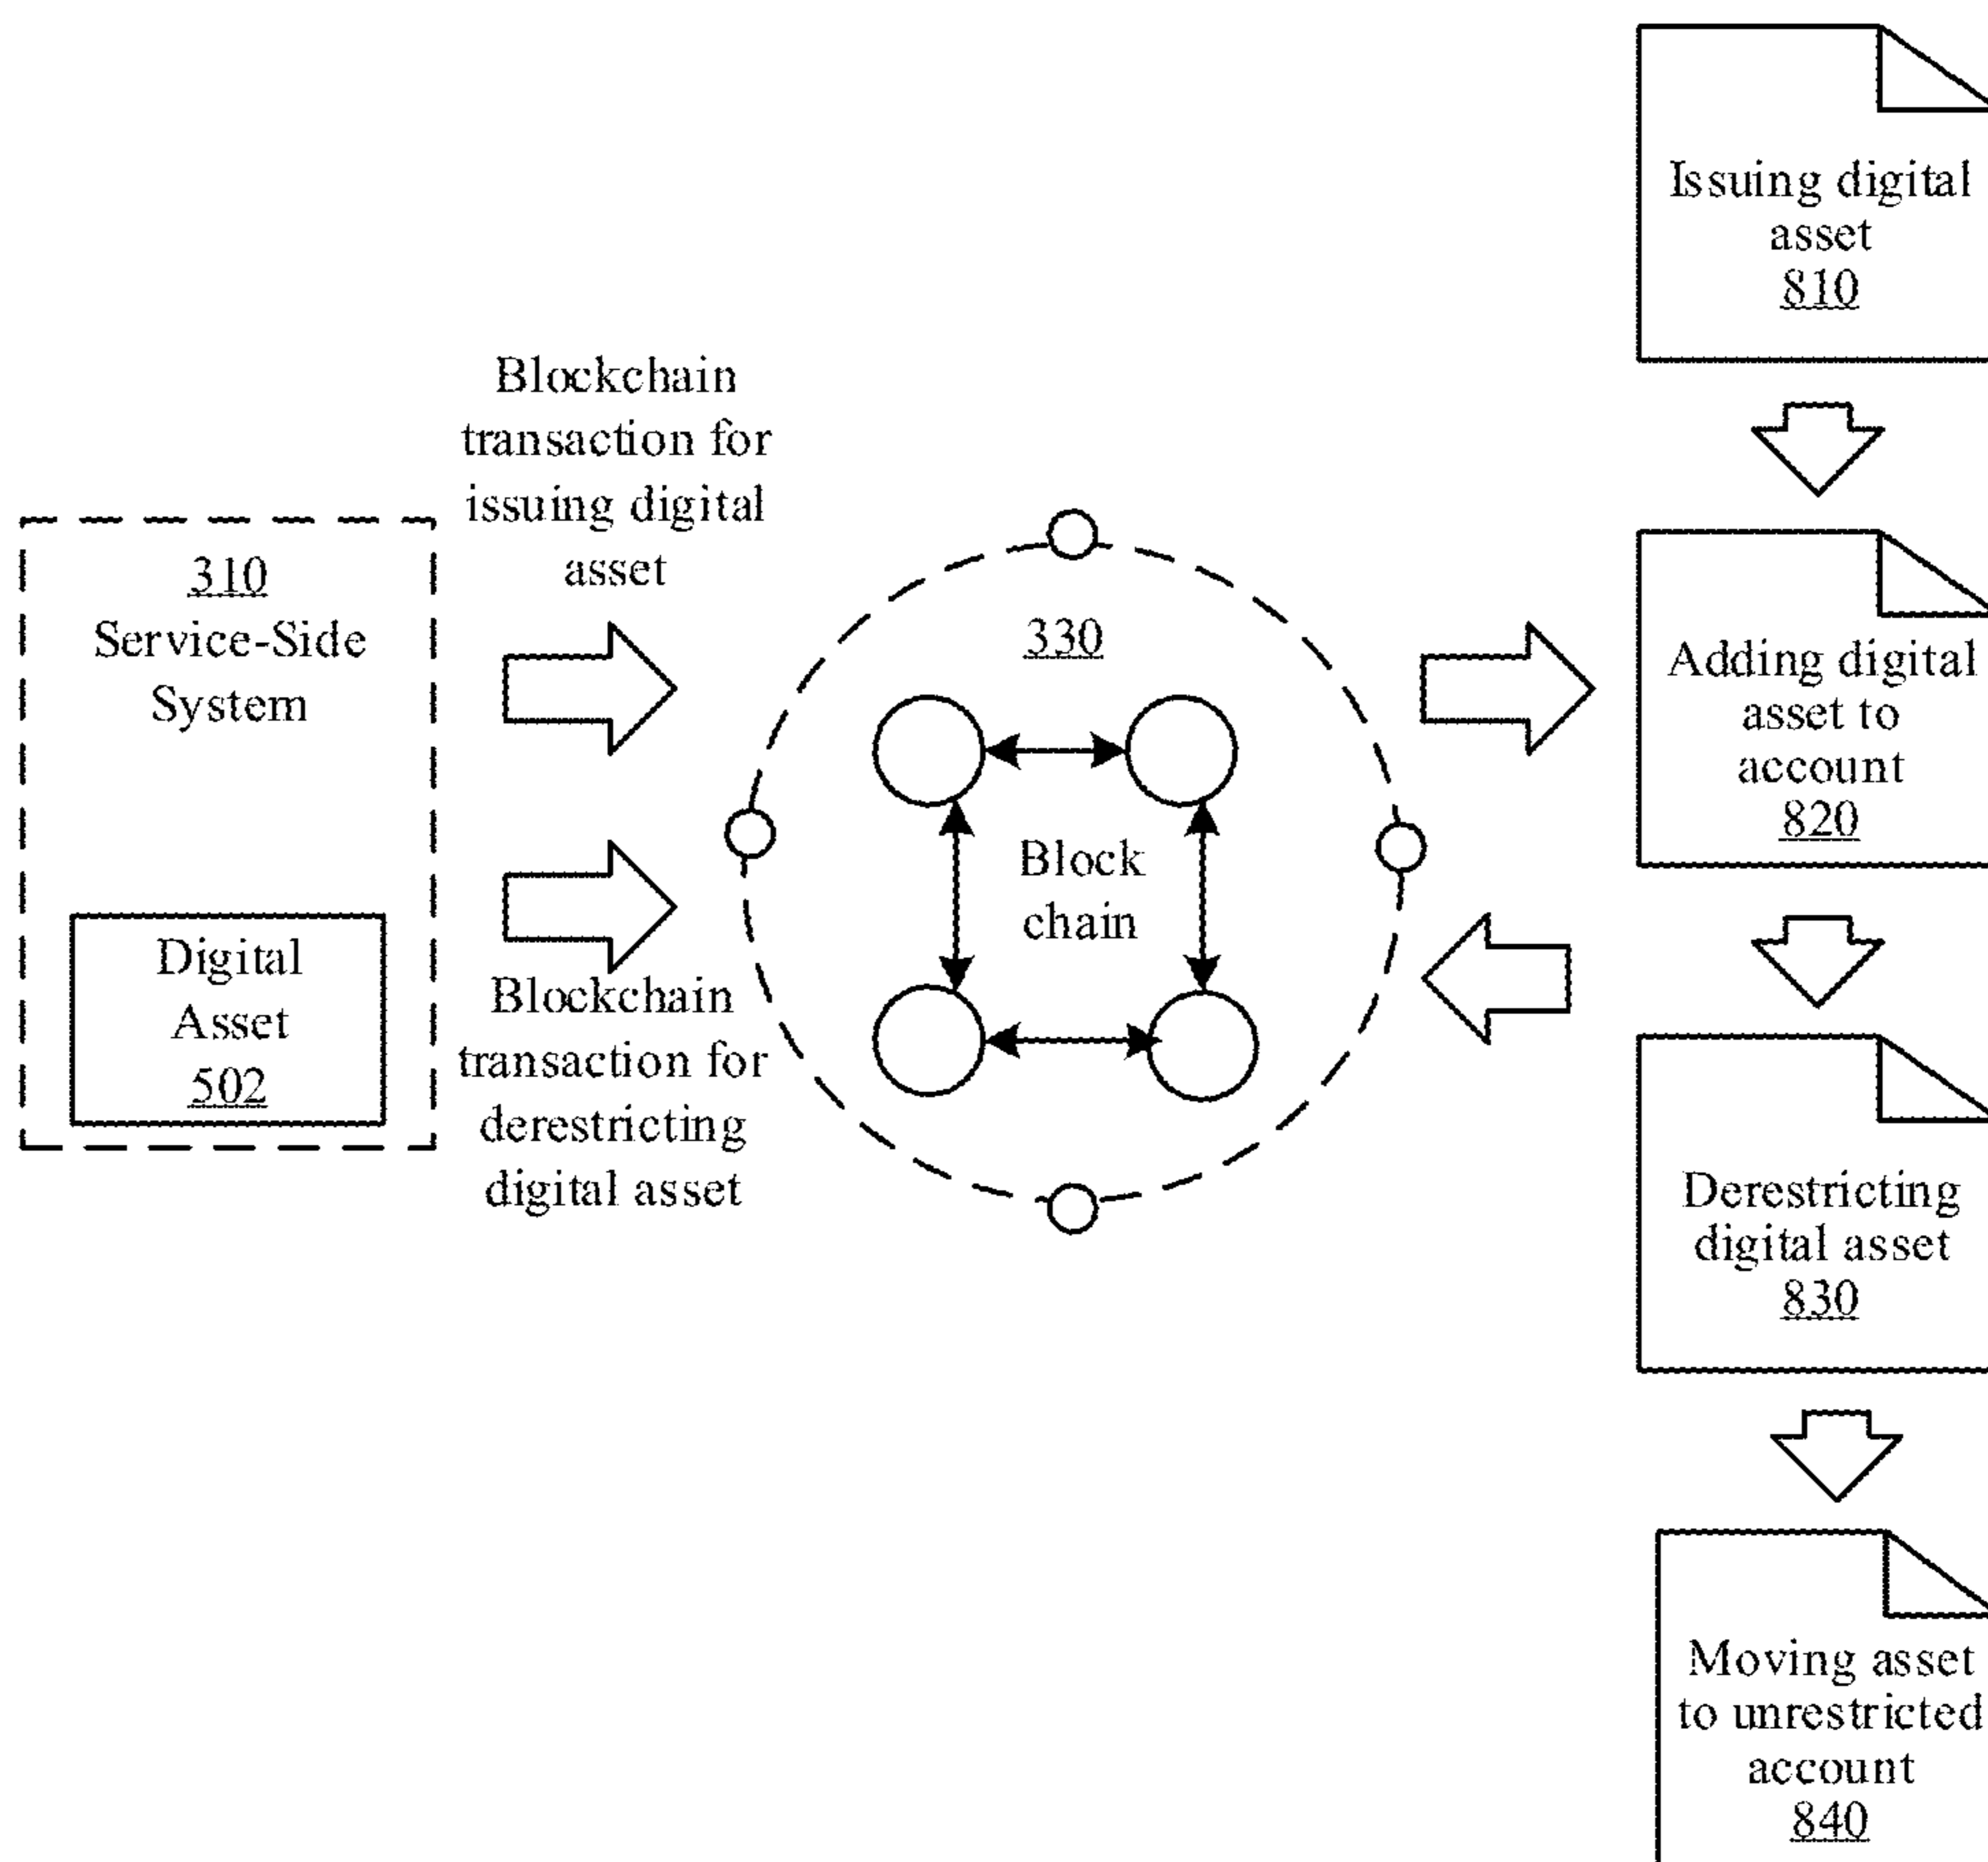 310
Service-Side
System
Digital
Asset
502
Blockchain
transaction for
issuing digital
asset
Blockchain
transaction for
derestricting
digital asset
330
Block
chain
Issuing digital
asset
810
Adding digital
asset to
account
820
Derestricting
digital asset
830
Moving asset
to unrestricted
account
840